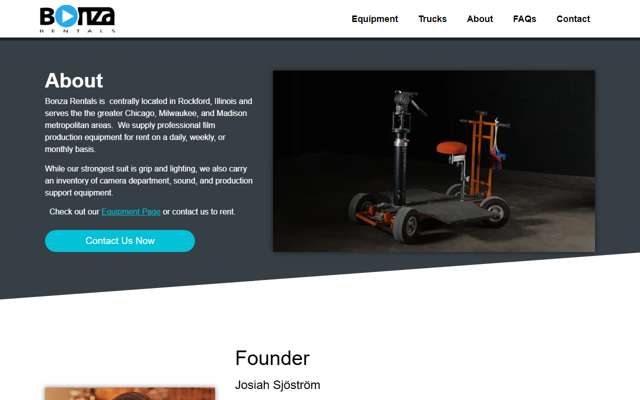 BONZA
RENTALS
Equipment
Trucks
About
FAQs
Contact
About
Bonza Rentals is  centrally located in Rockford, Illinois and
serves the the greater Chicago, Milwaukee, and Madison
metropolitan areas.  We supply professional film
production equipment for rent on a daily, weekly, or
monthly basis.
While our strongest suit is grip and lighting, we also carry
an inventory of camera department, sound, and production
support equipment.
Check out our Equipment Page or contact us to rent.
Contact Us Now
Founder
Josiah Sjöström